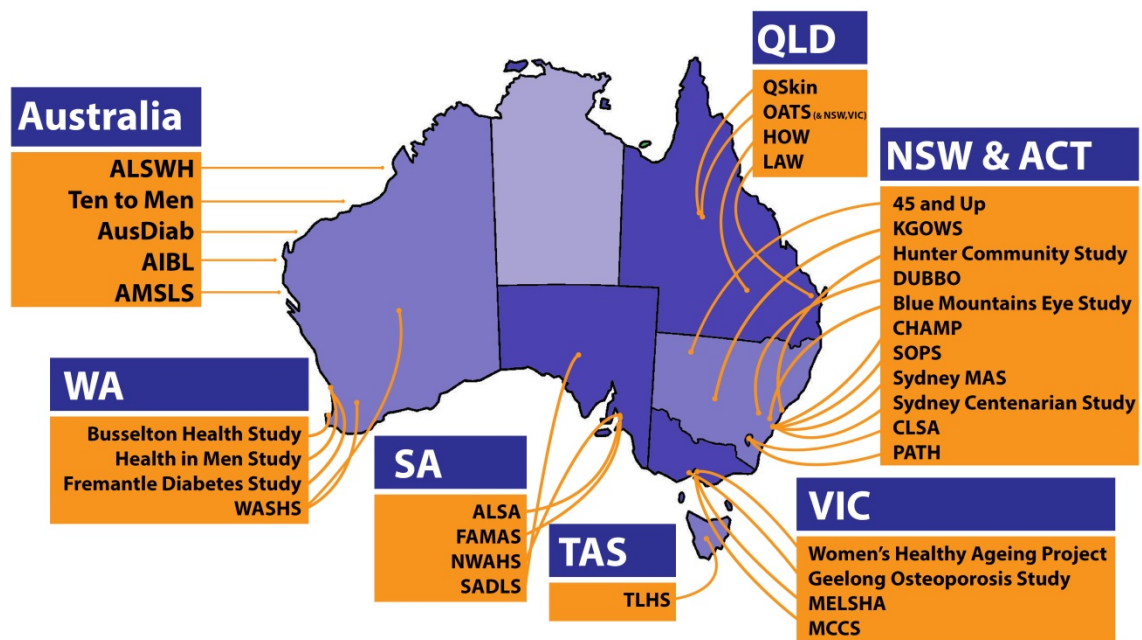 Australia
ALSWH
Ten to Men
AusDiab
AIBL
AMSLS
WA
Busselton Health Study
Health in Men Study
Fremantle Diabetes Study
WASHS
SA
ALSA
FAMAS
NWAHS
SADLS
TAS
TLHS
QLD
QSkin
OATS (& NSW,VIC)
HOW
LAW
NSW & ACT
45 and Up
KGOWS
Hunter Community Study
DUBBO
Blue Mountains Eye Study
CHAMP
SOPS
Sydney MAS
Sydney Centenarian Study
CLSA
PATH
VIC
Women's Healthy Ageing Project
Geelong Osteoporosis Study
MELSHA
MCCS